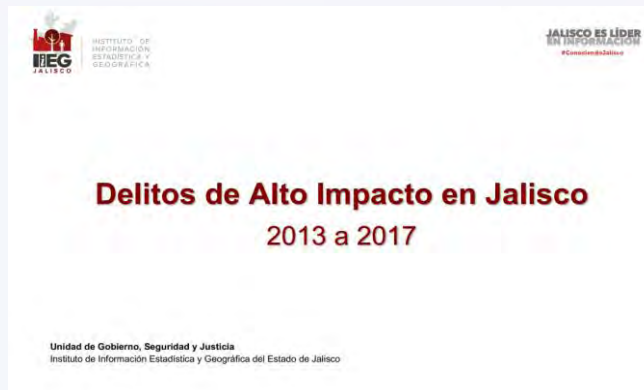 IIEG
JALISCO
INSTITUTO DE
INFORMACIÓN
ESTADÍSTICA Y
GEOGRÁFICA
JALISCO ES LÍDER
EN INFORMACIÓN
#ConociendoJalisco
Delitos de Alto Impacto en Jalisco
2013 a 2017
Unidad de Gobierno, Seguridad y Justicia
Instituto de Información Estadística y Geográfica del Estado de Jalisco